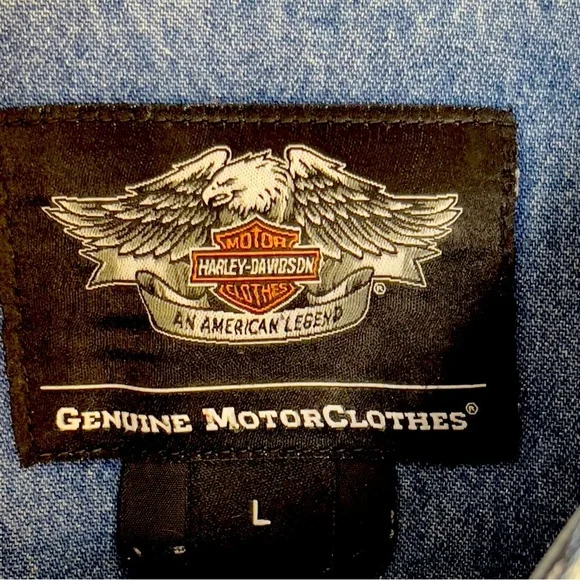 MOTOR
HARLEY-DAVIDSON
CLOTHES
®
AN AMERICAN LEGEND
GENUINE MOTORCLOTHES®
L